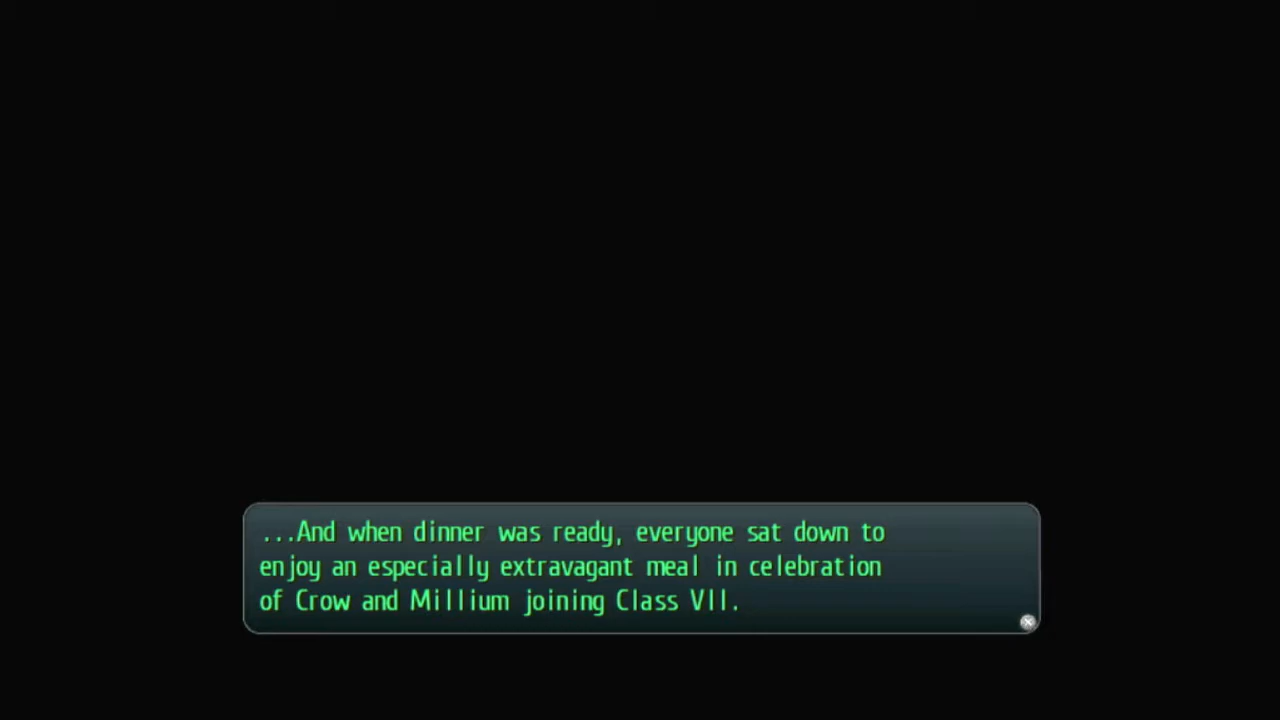 ...And when dinner was ready, everyone sat down to
enjoy an especially extravagant meal in celebration
of Crow and Millium joining Class VII.